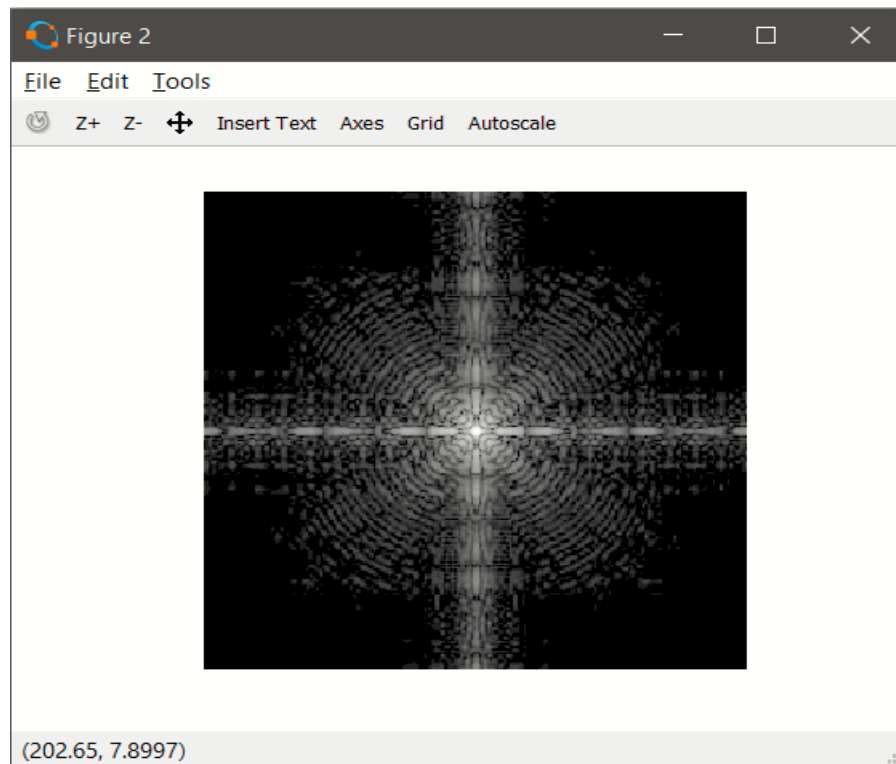 Figure 2
File Edit Tools
Z+ Z- Insert Text Axes Grid Autoscale
(202.65, 7.8997)